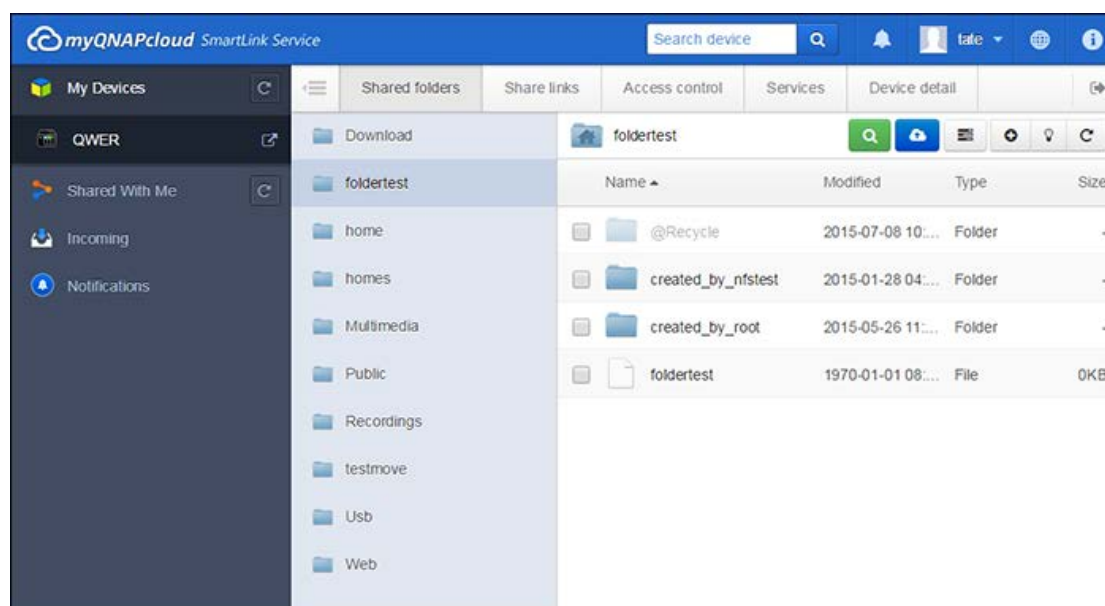 myQNAPcloud SmartLink Service
Search device
tate
My Devices
QWER
Shared With Me
Incoming
Notifications
Shared folders Share links Access control Services Device detail
Download
foldertest
home
homes
Multimedia
Public
Recordings
testmove
Usb
Web
foldertest
Name Modified Type Size
@Recycle 2015-07-08 10:... Folder -
created_by_nfstest 2015-01-28 04:... Folder -
created_by_root 2015-05-26 11:... Folder -
foldertest 1970-01-01 08:... File 0KB